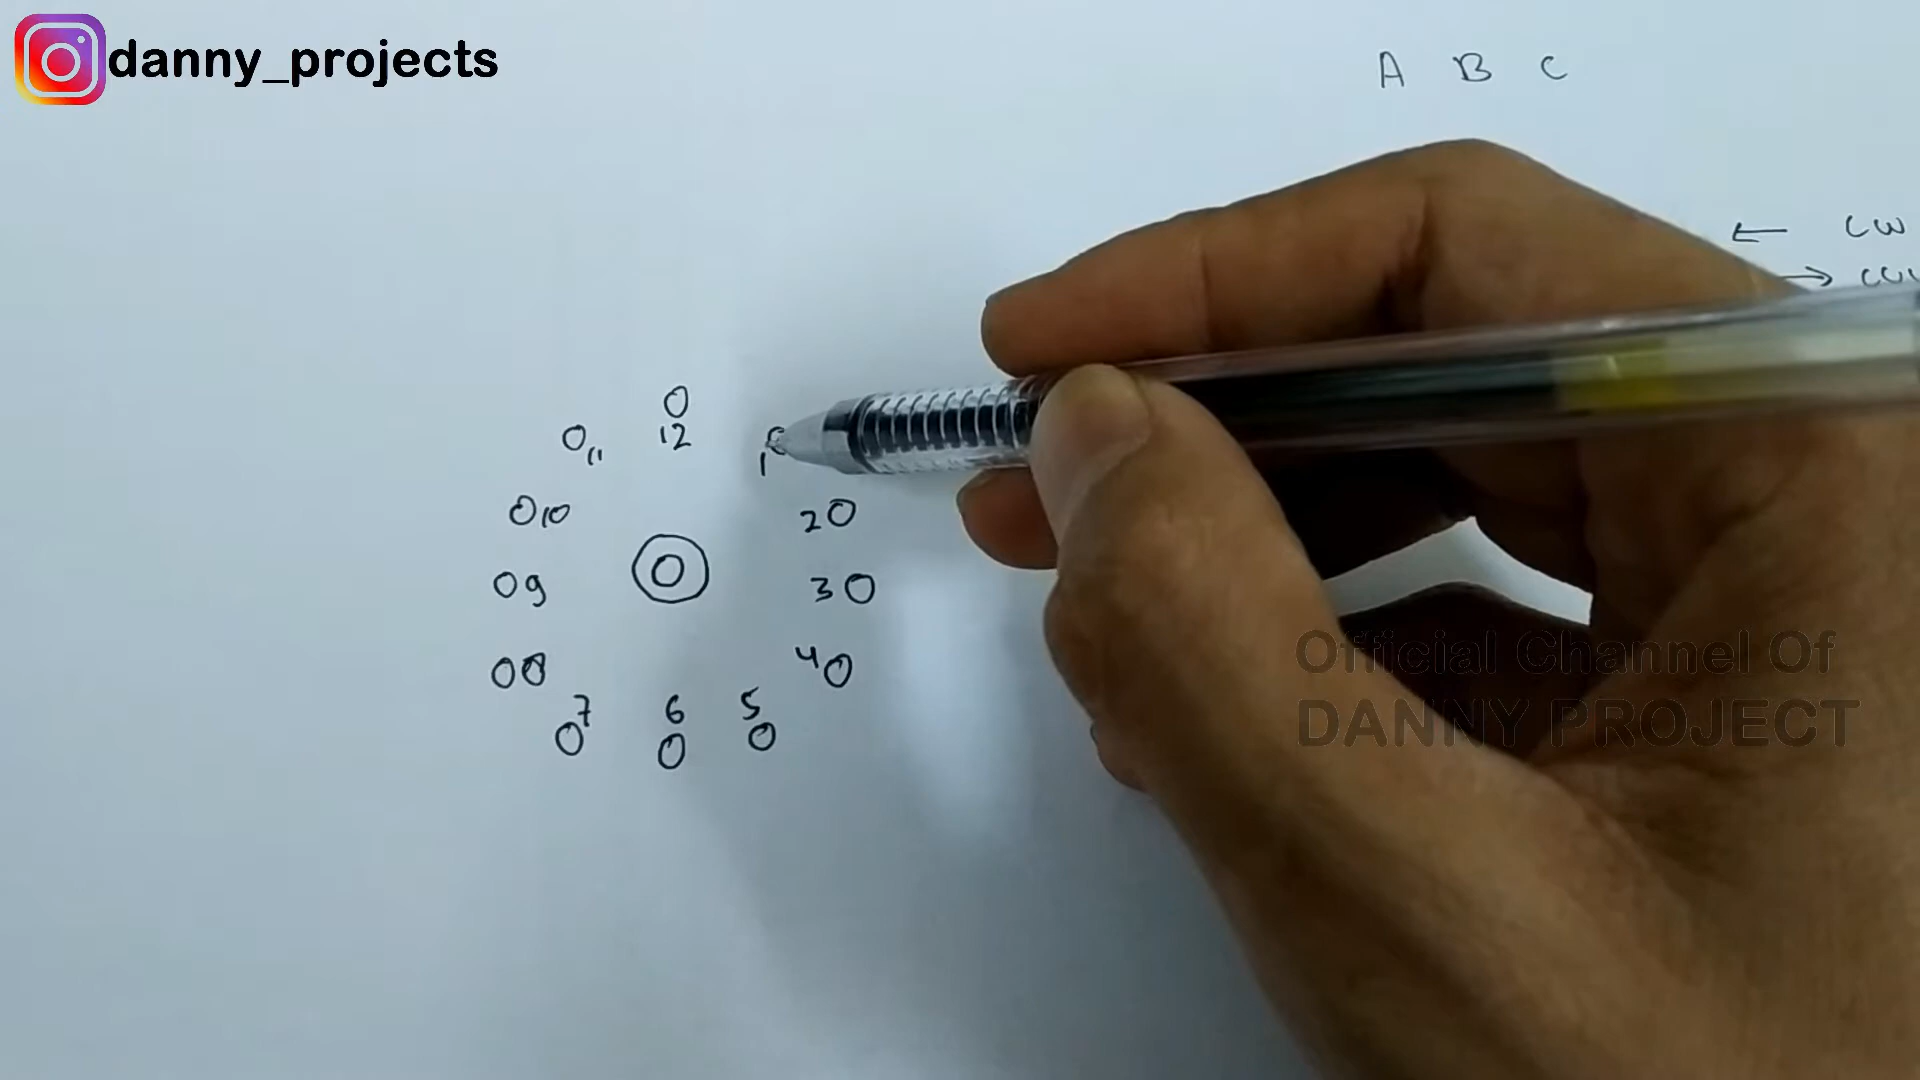 danny_projects
A B C
CW
0
0 11 12 1
0 10 2 0
0 9 0 3 0
0 8 4 0
7 6 5
0 0 0
Official Channel Of
DANNY PROJECT